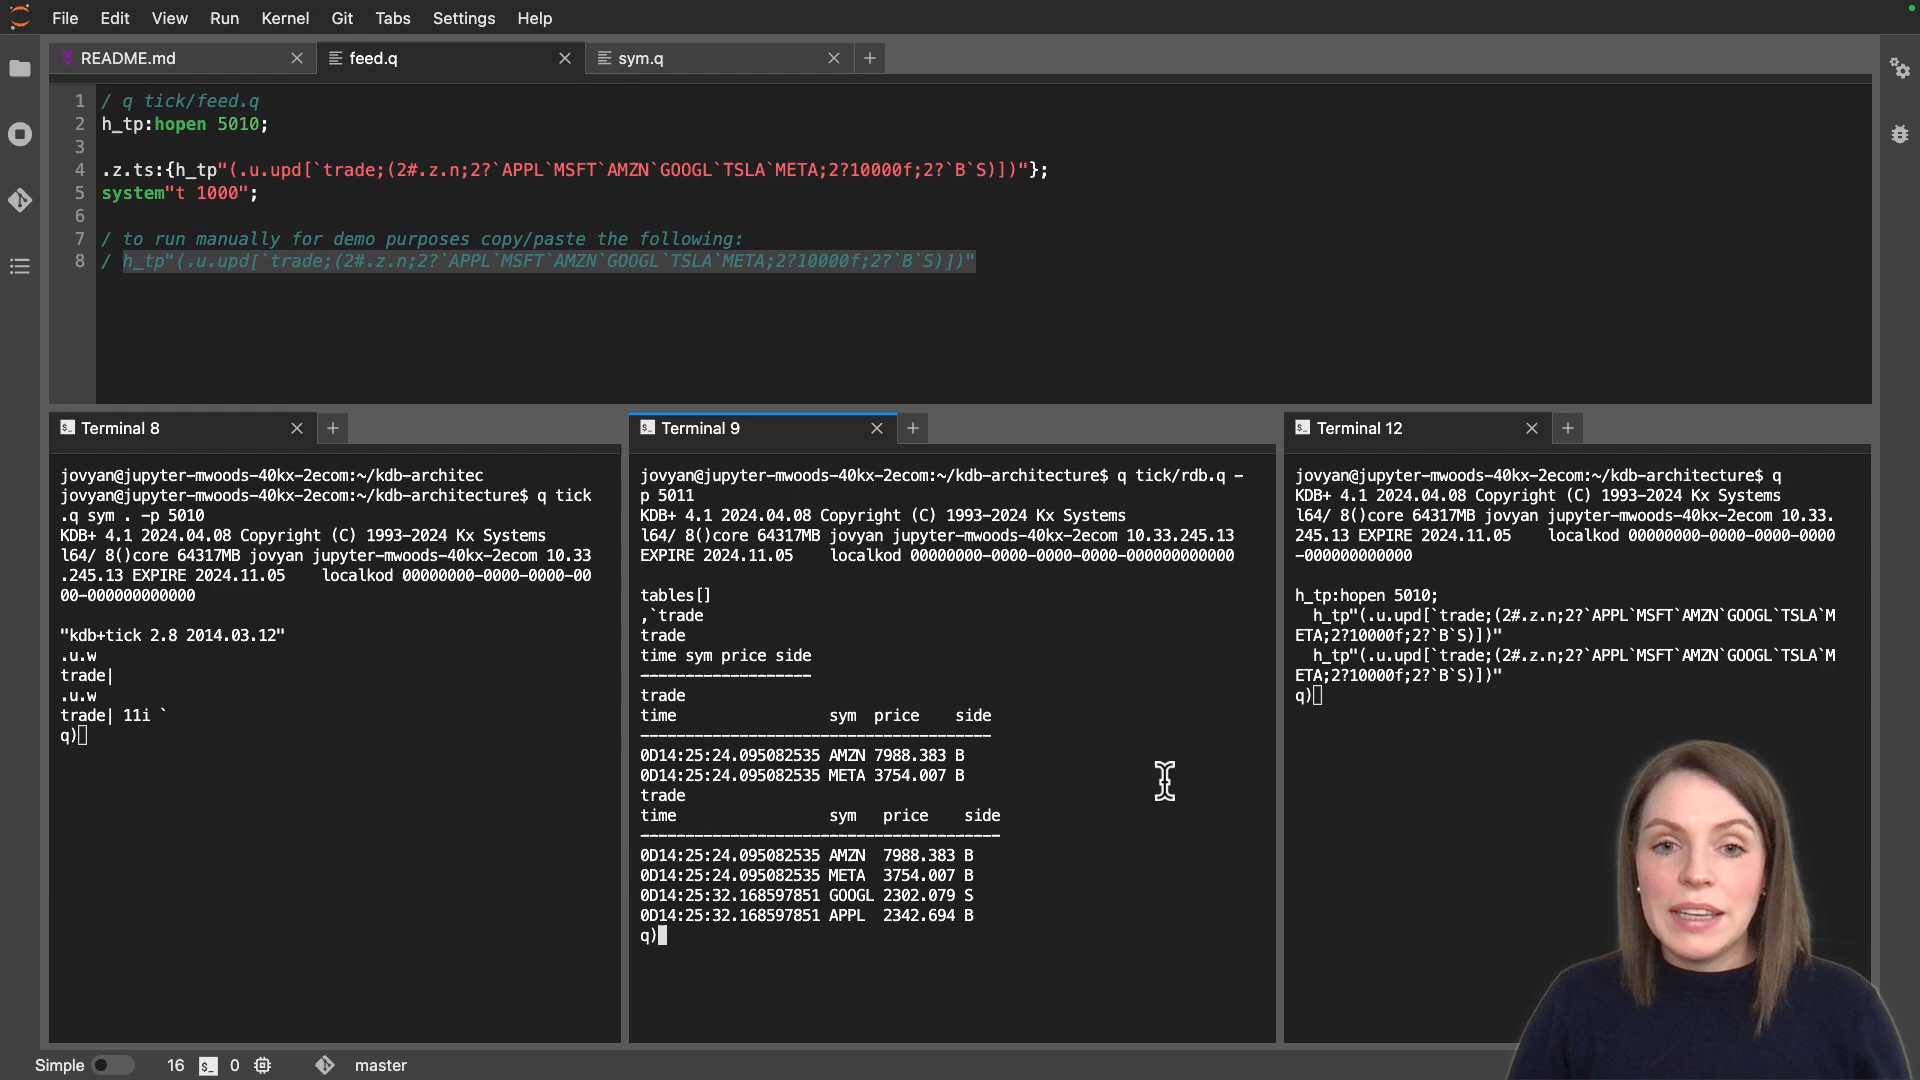 File Edit View Run Kernel Git Tabs Settings Help
README.md
feed.q
sym.q
1 / q tick/feed.q
2 h_tp:hopen 5010;
3
4 .z.ts:{h_tp"(.u.upd[`trade;(2#.z.n;2?`APPL`MSFT`AMZN`GOOGL`TSLA`META;2?10000f;2?`B`S)])"};
5 system"t 1000";
6
7 / to run manually for demo purposes copy/paste the following:
8 / h_tp"(.u.upd[`trade;(2#.z.n;2?`APPL`MSFT`AMZN`GOOGL`TSLA`META;2?10000f;2?`B`S)])"
Terminal 8
jovyan@jupyter-mwoods-40kx-2ecom:~/kdb-architec
jovyan@jupyter-mwoods-40kx-2ecom:~/kdb-architecture$ q tick
.q sym . -p 5010
KDB+ 4.1 2024.04.08 Copyright (C) 1993-2024 Kx Systems
l64/ 8()core 64317MB jovyan jupyter-mwoods-40kx-2ecom 10.33
.245.13 EXPIRE 2024.11.05 localkod 00000000-0000-0000-00
00-000000000000
"kdb+tick 2.8 2014.03.12"
.u.w
trade|
.u.w
trade| 11i `
q)
Terminal 9
jovyan@jupyter-mwoods-40kx-2ecom:~/kdb-architecture$ q tick/rdb.q -
p 5011
KDB+ 4.1 2024.04.08 Copyright (C) 1993-2024 Kx Systems
l64/ 8()core 64317MB jovyan jupyter-mwoods-40kx-2ecom 10.33.245.13
EXPIRE 2024.11.05 localkod 00000000-0000-0000-0000-000000000000
tables[]
,`trade
trade
time sym price side
-------------------
trade
time sym price side
---------------------------------------
0D14:25:24.095082535 AMZN 7988.383 B
0D14:25:24.095082535 META 3754.007 B
trade
time sym price side
----------------------------------------
0D14:25:24.095082535 AMZN 7988.383 B
0D14:25:24.095082535 META 3754.007 B
0D14:25:32.168597851 GOOGL 2302.079 S
0D14:25:32.168597851 APPL 2342.694 B
q)
Terminal 12
jovyan@jupyter-mwoods-40kx-2ecom:~/kdb-architecture$ q
KDB+ 4.1 2024.04.08 Copyright (C) 1993-2024 Kx Systems
l64/ 8()core 64317MB jovyan jupyter-mwoods-40kx-2ecom 10.33.
245.13 EXPIRE 2024.11.05 localkod 00000000-0000-0000-0000
-000000000000
h_tp:hopen 5010;
h_tp"(.u.upd[`trade;(2#.z.n;2?`APPL`MSFT`AMZN`GOOGL`TSLA`M
ETA;2?10000f;2?`B`S)])"
h_tp"(.u.upd[`trade;(2#.z.n;2?`APPL`MSFT`AMZN`GOOGL`TSLA`M
ETA;2?10000f;2?`B`S)])"
q)
Simple 16 0 master